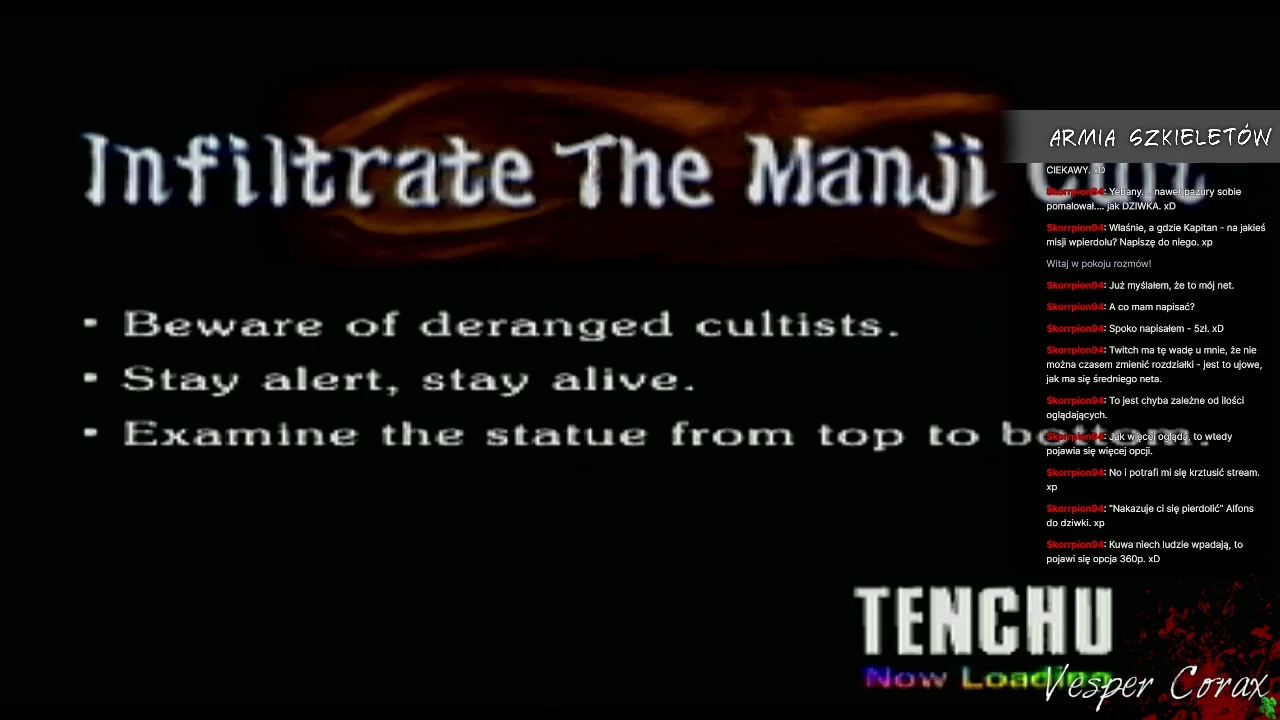 Infiltrate The Manji
• Beware of deranged cultists.
• Stay alert, stay alive.
• Examine the statue from top to bottom.
TENCHU
Now Loading
ARMIA SZKIELETÓW
CIEKAWY. xD
Skorrpion94: Yebany.... nawet pazury sobie
pomalował.... jak DZIWKA. xD
Skorrpion94: Właśnie, a gdzie Kapitan - na jakieś
misji wpierdolu? Napiszę do niego. xp
Witaj w pokoju rozmów!
Skorrpion94: Już myślałem, że to mój net.
Skorrpion94: A co mam napisać?
Skorrpion94: Spoko napisałem - 5zł. xD
Skorrpion94: Twitch ma tę wadę u mnie, że nie
można czasem zmienić rozdziałki - jest to ujowe,
jak ma się średniego neta.
Skorrpion94: To jest chyba zależne od ilości
oglądających.
Skorrpion94: Jak więcej ogląda, to wtedy
pojawia się więcej opcji.
Skorrpion94: No i potrafi mi się krztusić stream.
xp
Skorrpion94: "Nakazuje ci się pierdolić" Alfons
do dziwki. xp
Skorrpion94: Kuwa niech ludzie wpadają, to
pojawi się opcja 360p. xD
Vesper Corax